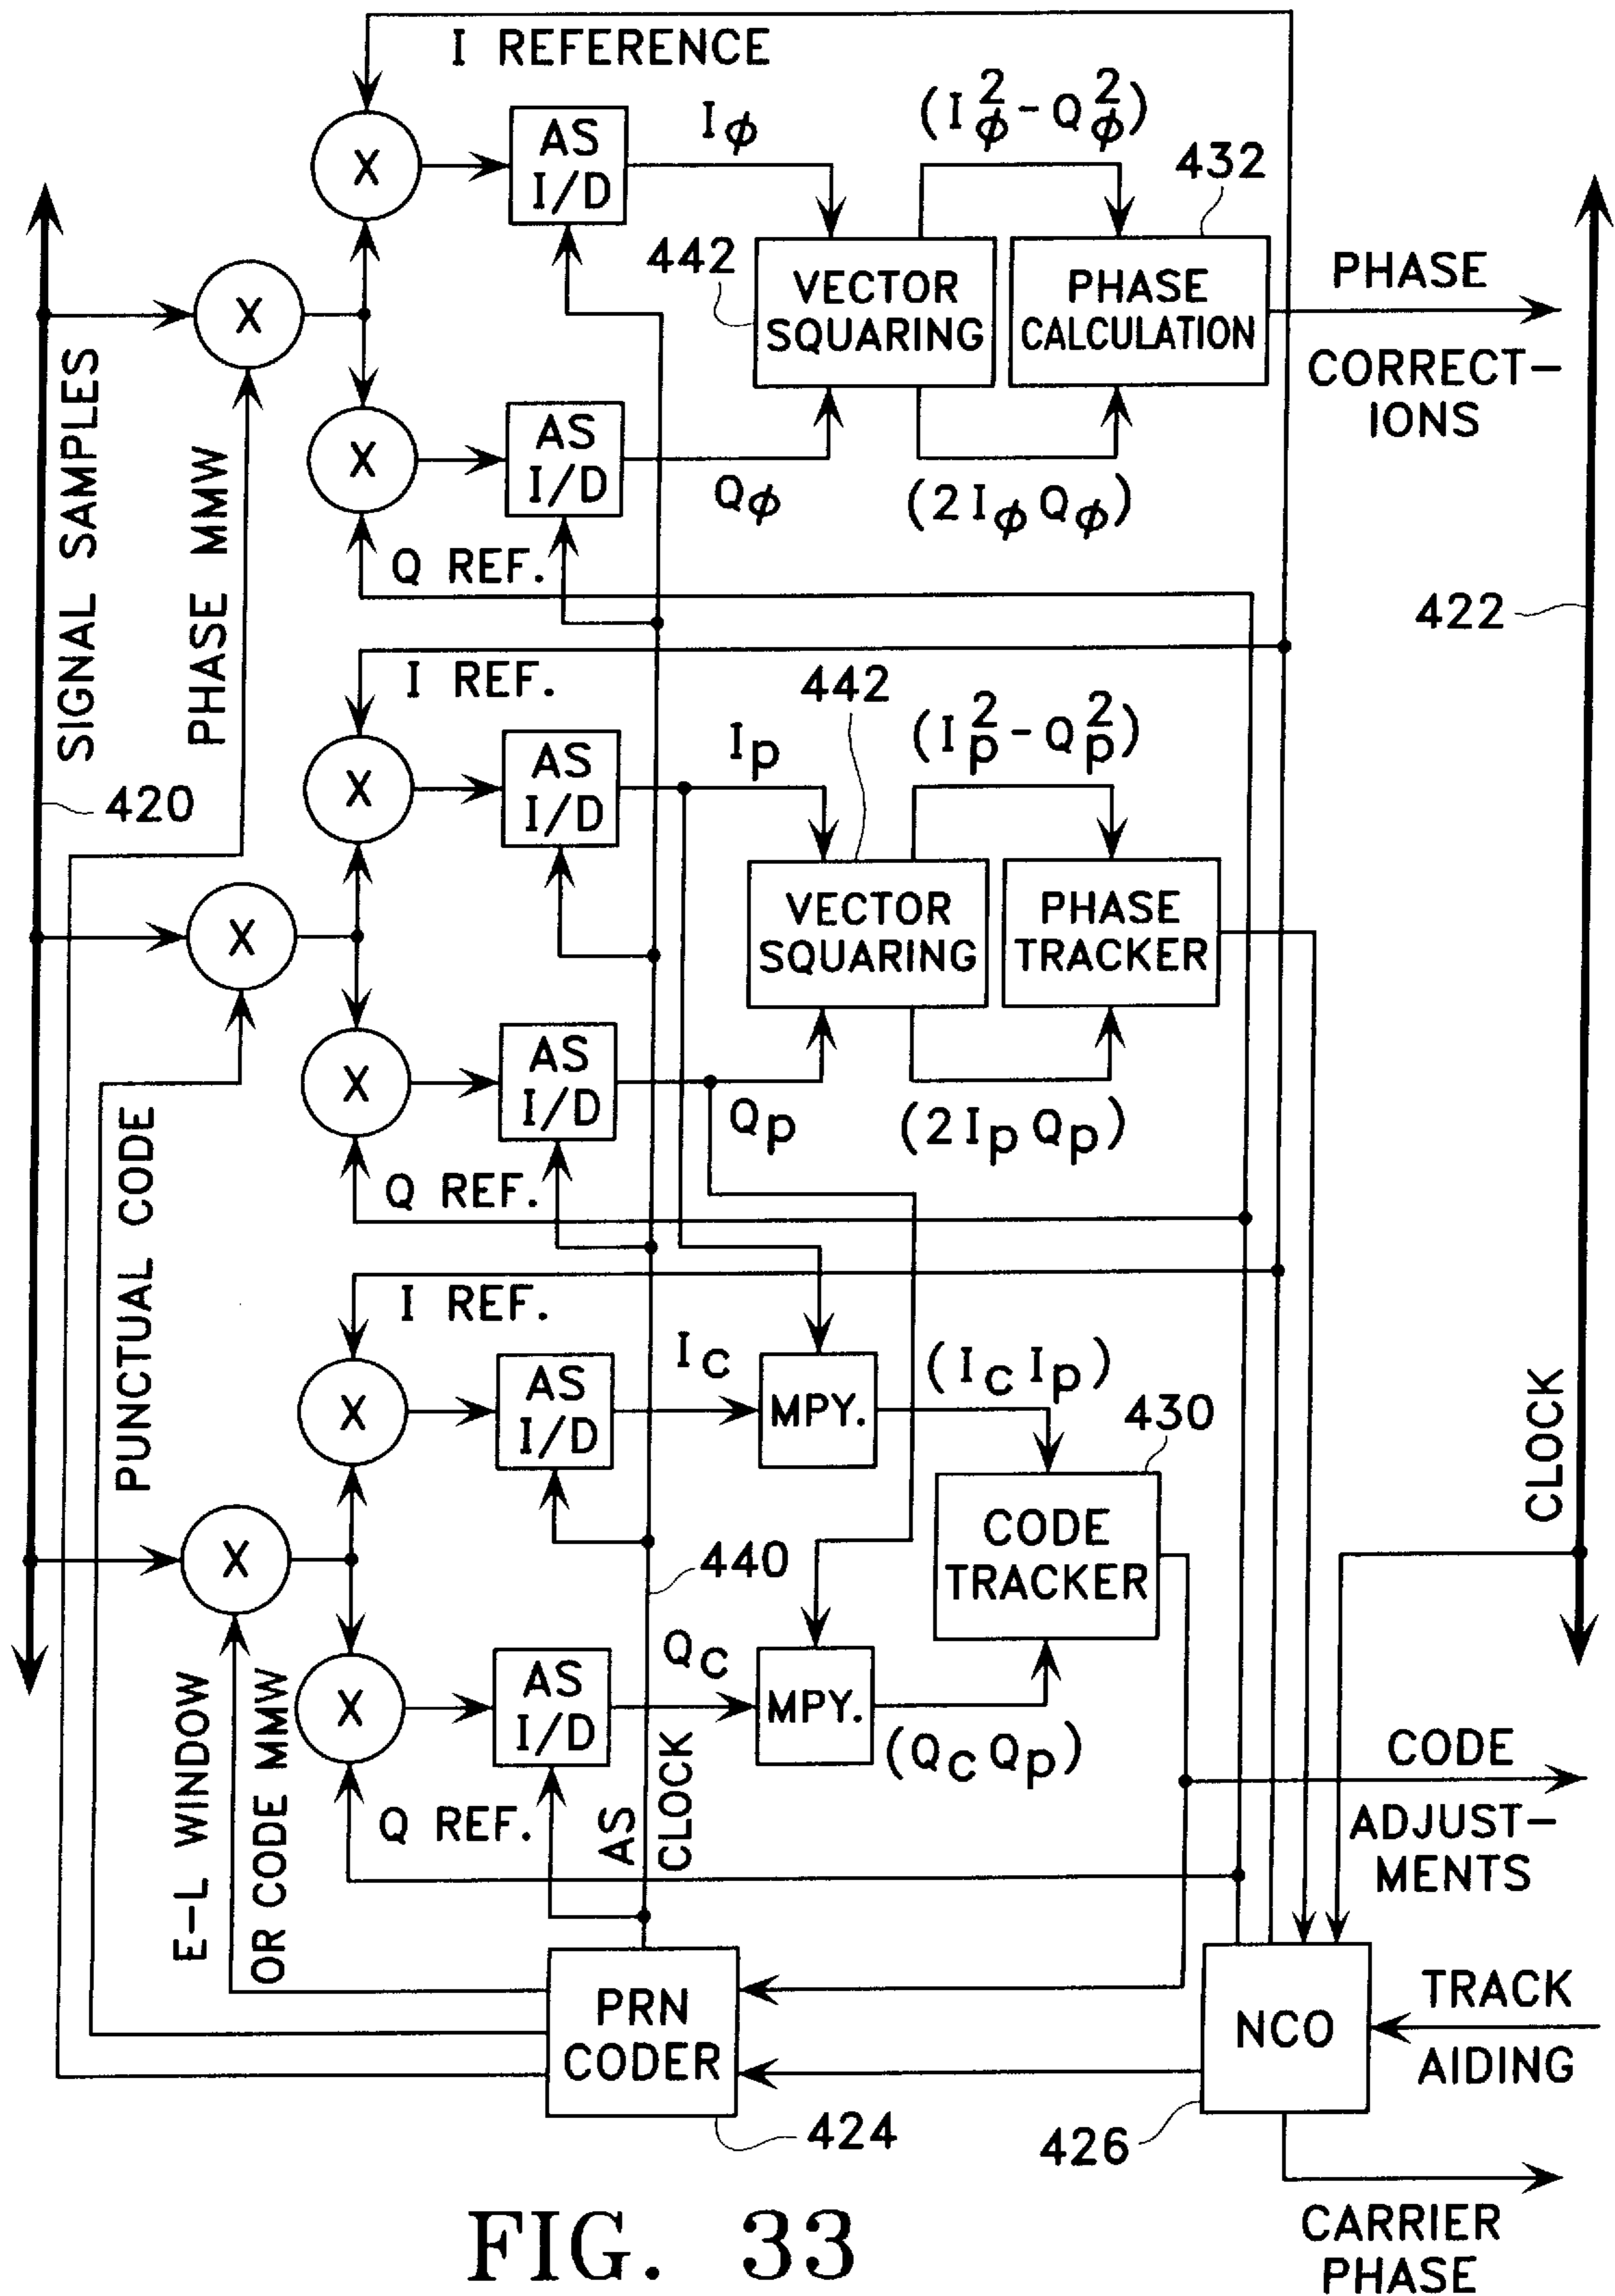 I REFERENCE
X
AS
I/D
Iϕ
(I²ϕ - Q²ϕ)
432
442
VECTOR
SQUARING
PHASE
CALCULATION
PHASE
CORRECT-
IONS
X
X
AS
I/D
Qϕ
(2IϕQϕ)
Q REF.
SIGNAL SAMPLES
PHASE MMW
422
420
I REF.
X
AS
I/D
Ip
442
(I²p - Q²p)
VECTOR
SQUARING
PHASE
TRACKER
X
X
AS
I/D
Qp
(2IpQp)
Q REF.
PUNCTUAL CODE
I REF.
X
AS
I/D
IC
MPY.
(ICIp)
430
CODE
TRACKER
CLOCK
X
440
X
AS
I/D
QC
MPY.
(QCQp)
Q REF.
AS
CLOCK
E-L WINDOW
OR CODE MMW
CODE
ADJUST-
MENTS
PRN
CODER
424
NCO
426
TRACK
AIDING
CARRIER
PHASE
FIG. 33